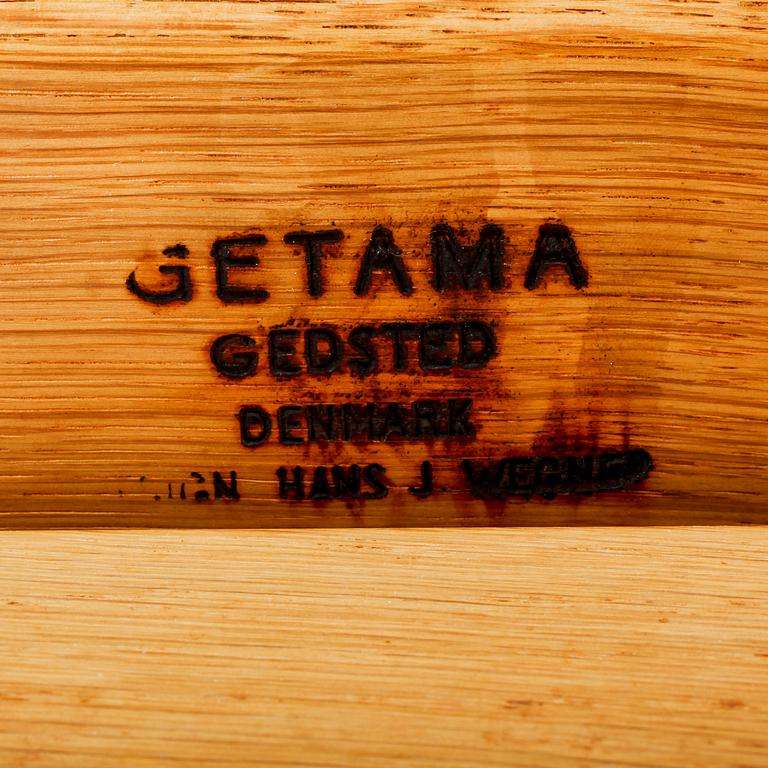 GETAMA
GEDSTED
DENMARK
HANS J WEGNER